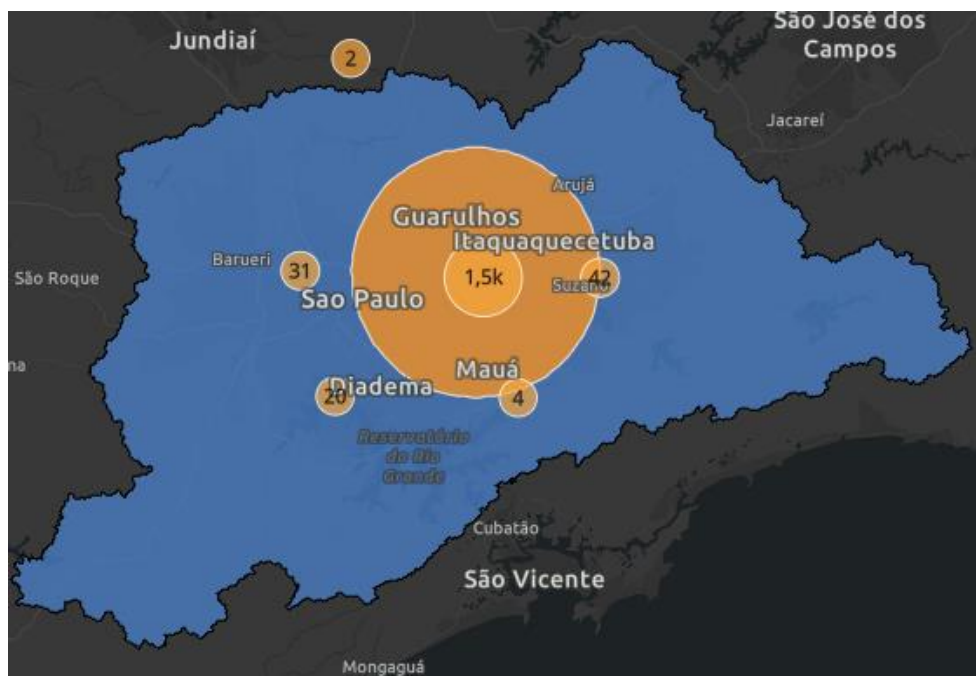 São José dos
Campos
Jundiaí
2
Jacareí
Arujá
Guarulhos
Itaquaquecetuba
Barueri
31
1,5k
42
São Roque
Suzano
Sao Paulo
Mauá
Diadema
20
4
na
Reservatório
do Rio
Grande
Cubatão
São Vicente
Mongaguá